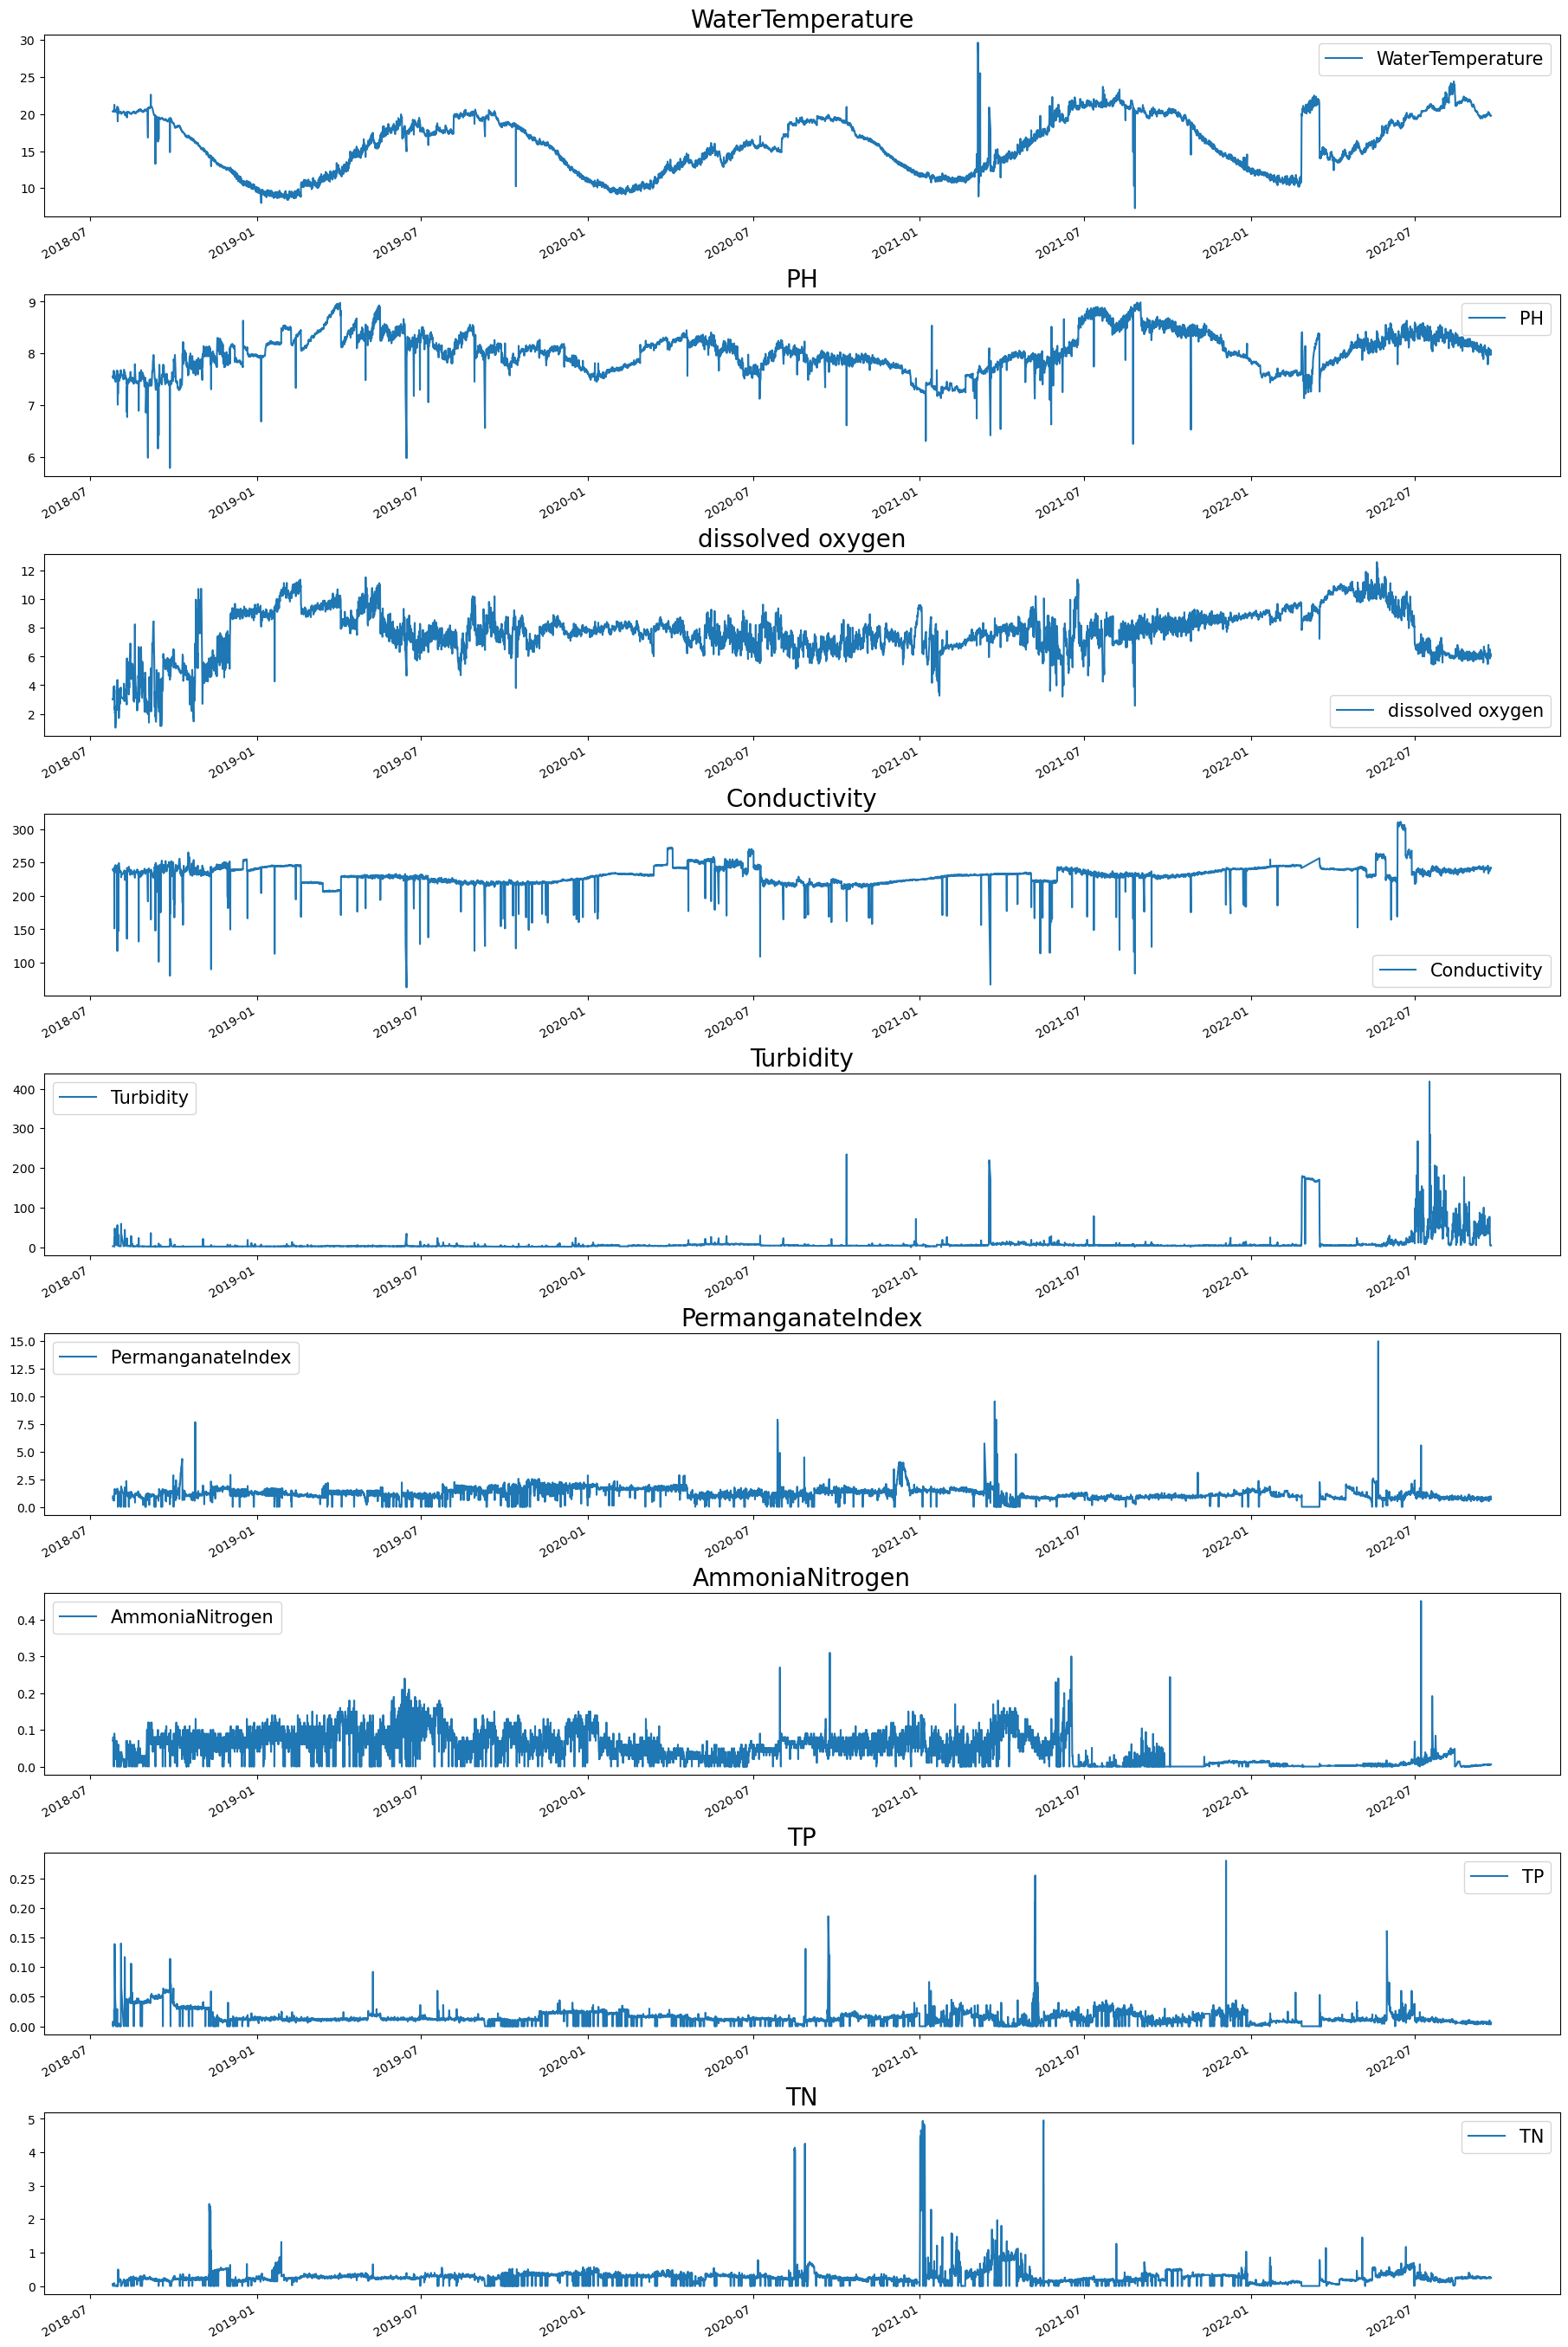 WaterTemperature
WaterTemperature
30
25
20
15
10
2018-07 2019-01 2019-07 2020-01 2020-07 2021-01 2021-07 2022-01 2022-07
PH
PH
9
8
7
6
2018-07 2019-01 2019-07 2020-01 2020-07 2021-01 2021-07 2022-01 2022-07
dissolved oxygen
12
10
8
6
4
2
dissolved oxygen
2018-07 2019-01 2019-07 2020-01 2020-07 2021-01 2021-07 2022-01 2022-07
Conductivity
300
250
200
150
100
Conductivity
2018-07 2019-01 2019-07 2020-01 2020-07 2021-01 2021-07 2022-01 2022-07
Turbidity
Turbidity
400
300
200
100
0
2018-07 2019-01 2019-07 2020-01 2020-07 2021-01 2021-07 2022-01 2022-07
PermanganateIndex
PermanganateIndex
15.0
12.5
10.0
7.5
5.0
2.5
0.0
2018-07 2019-01 2019-07 2020-01 2020-07 2021-01 2021-07 2022-01 2022-07
AmmoniaNitrogen
AmmoniaNitrogen
0.4
0.3
0.2
0.1
0.0
2018-07 2019-01 2019-07 2020-01 2020-07 2021-01 2021-07 2022-01 2022-07
TP
TP
0.25
0.20
0.15
0.10
0.05
0.00
2018-07 2019-01 2019-07 2020-01 2020-07 2021-01 2021-07 2022-01 2022-07
TN
TN
5
4
3
2
1
0
2018-07 2019-01 2019-07 2020-01 2020-07 2021-01 2021-07 2022-01 2022-07